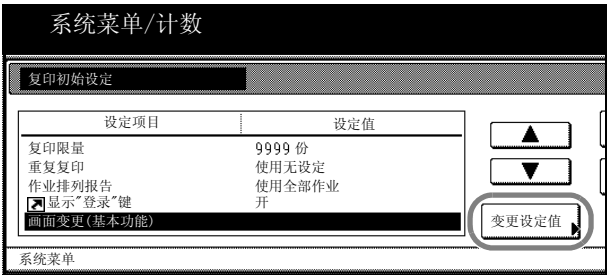 系统菜单/计数
复印初始设定
设定项目 设定值
复印限量 9999 份
重复复印 使用无设定
作业排列报告 使用全部作业
显示"登录"键 开
画面变更(基本功能)
变更设定值
系统菜单